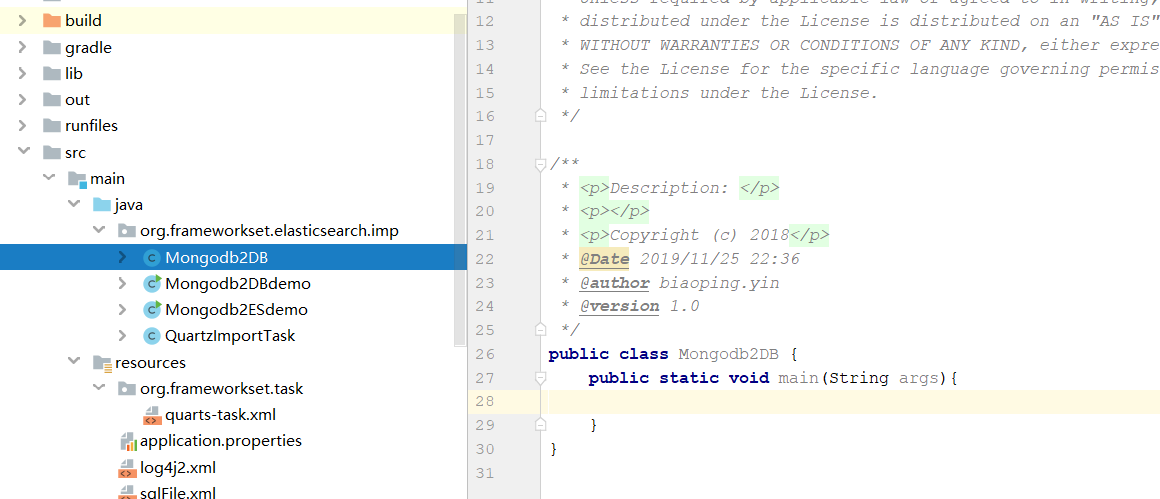 build
gradle
lib
out
runfiles
src
main
java
org.frameworkset.elasticsearch.imp
Mongodb2DB
Mongodb2DBdemo
Mongodb2ESdemo
QuartzImportTask
resources
org.frameworkset.task
quarts-task.xml
application.properties
log4j2.xml
sqlFile.xml
12 * distributed under the License is distributed on an "AS IS"
13 * WITHOUT WARRANTIES OR CONDITIONS OF ANY KIND, either expre
14 * See the License for the specific language governing permis
15 * limitations under the License.
16 */
17
18 /**
19 * <p>Description: </p>
20 * <p></p>
21 * <p>Copyright (c) 2018</p>
22 * @Date 2019/11/25 22:36
23 * @author biaoping.yin
24 * @version 1.0
25 */
26 public class Mongodb2DB {
27 public static void main(String args){
28
29 }
30 }
31